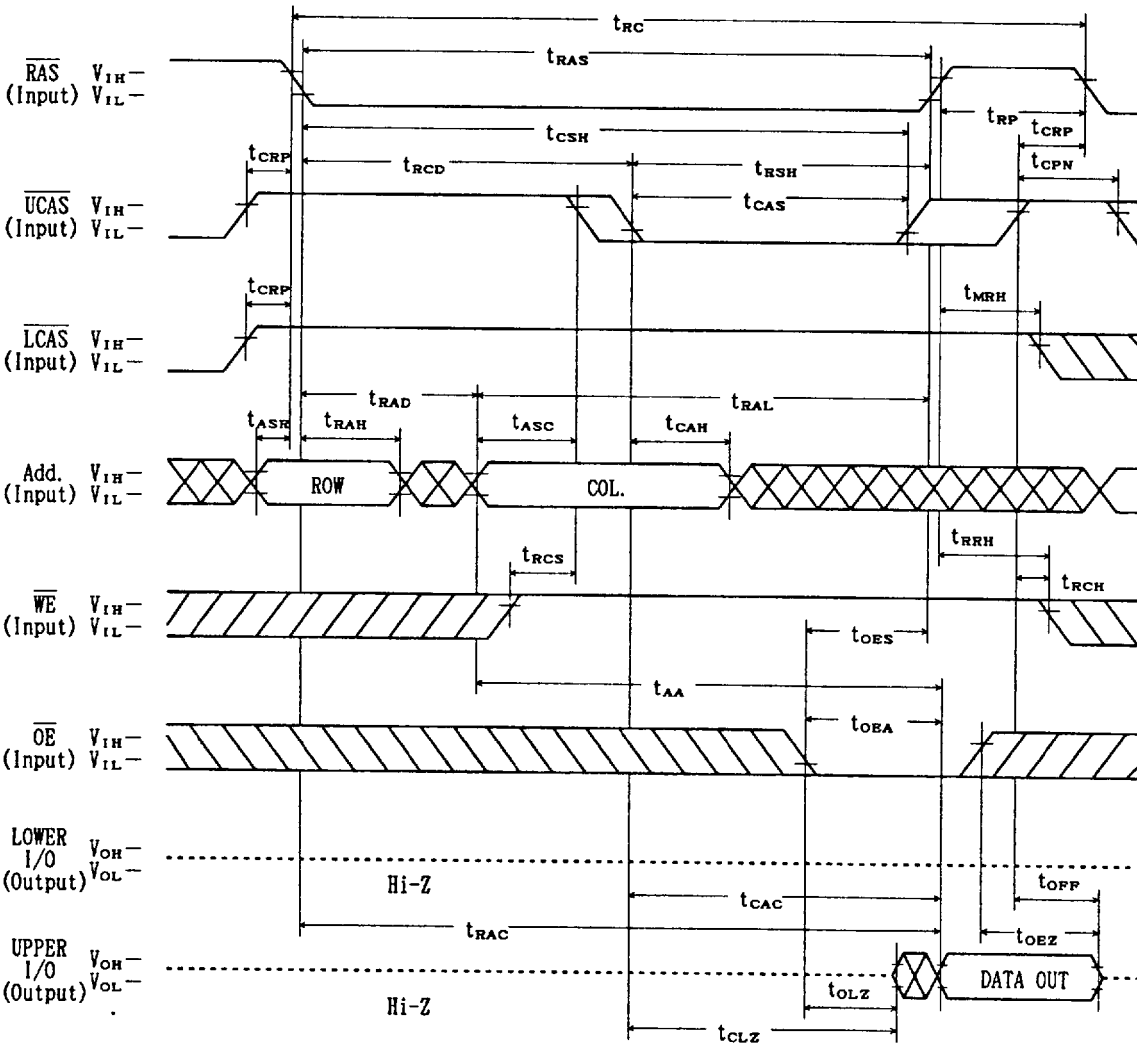 tRC
tRAS
RAS VIH
(Input) VIL
tRP
tCSH
tCRP
tCRP
tRCD
tRSH
tCPN
UCAS VIH
(Input) VIL
tCAS
tCRP
tMRH
LCAS VIH
(Input) VIL
tRAD
tRAL
tASR
tRAH
tASC
tCAH
Add. VIH
(Input) VIL
ROW
COL.
tRRH
tRCS
tRCH
WE VIH
(Input) VIL
tOES
tAA
tOEA
OE VIH
(Input) VIL
LOWER
I/O VOH
(Output) VOL
Hi-Z
tOFF
tCAC
tRAC
tOEZ
UPPER
I/O VOH
(Output) VOL
DATA OUT
tOLZ
Hi-Z
tCLZ